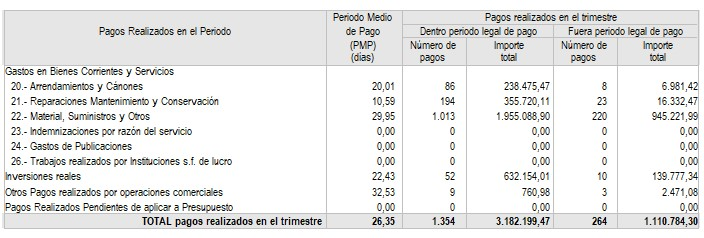 Pagos Realizados en el Periodo
Periodo Medio
de Pago
(PMP)
(días)
Pagos realizados en el trimestre
Dentro periodo legal de pago
Fuera periodo legal de pago
Número de
pagos
Importe
total
Número de
pagos
Importe
total
Gastos en Bienes Corrientes y Servicios
20.- Arrendamientos y Cánones 20,01 86 238.475,47 8 6.981,42
21.- Reparaciones Mantenimiento y Conservación 10,59 194 355.720,11 23 16.332,47
22.- Material, Suministros y Otros 29,95 1.013 1.955.088,90 220 945.221,99
23.- Indemnizaciones por razón del servicio 0,00 0 0,00 0 0,00
24.- Gastos de Publicaciones 0,00 0 0,00 0 0,00
26.- Trabajos realizados por Instituciones s.f. de lucro 0,00 0 0,00 0 0,00
Inversiones reales 22,43 52 632.154,01 10 139.777,34
Otros Pagos realizados por operaciones comerciales 32,53 9 760,98 3 2.471,08
Pagos Realizados Pendientes de aplicar a Presupuesto 0,00 0 0,00 0 0,00
TOTAL pagos realizados en el trimestre 26,35 1.354 3.182.199,47 264 1.110.784,30